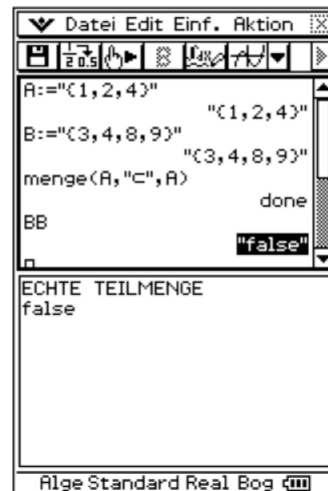 Datei Edit Einf. Aktion
A:="{1,2,4}"
"{1,2,4}"
B:="{3,4,8,9}"
"{3,4,8,9}"
menge(A,"⊂",A)
done
BB
"false"
ECHTE TEILMENGE
false
Alge Standard Real Bog